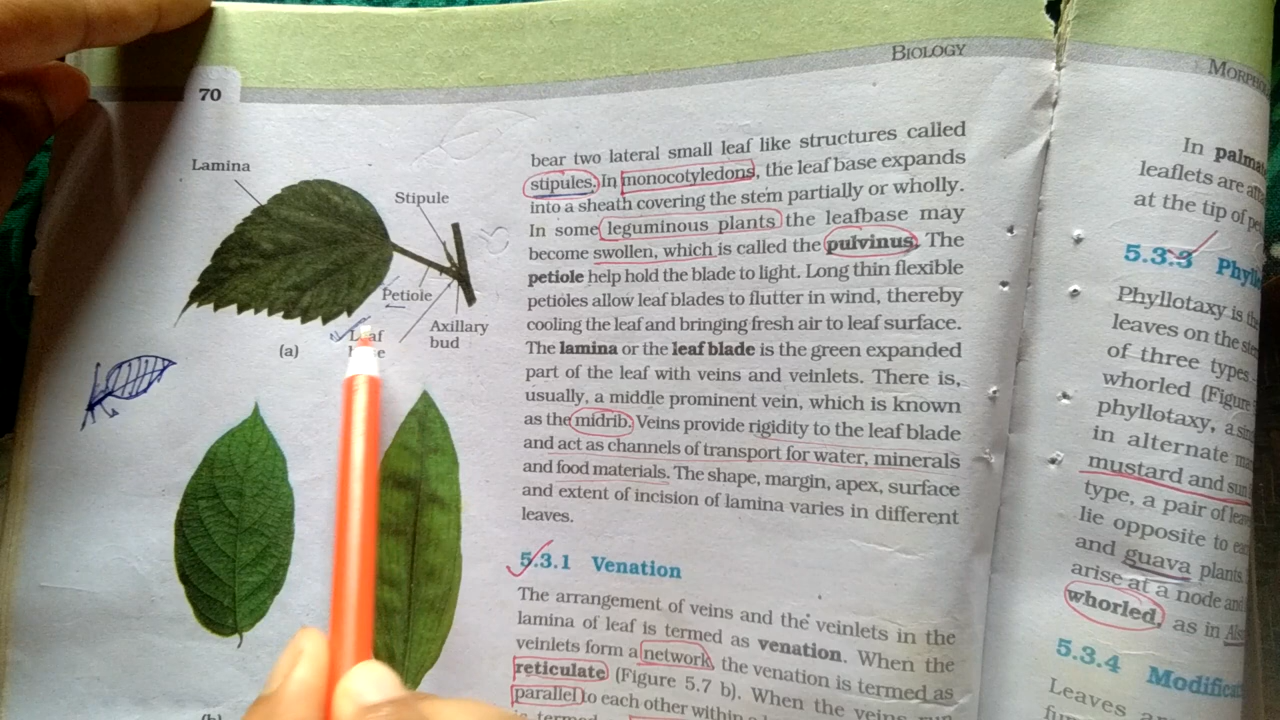 BIOLOGY
70
Lamina
Stipule
Petiole
Axillary
bud
Leaf
(a)
bear two lateral small leaf like structures called
stipules. In monocotyledons, the leaf base expands
into a sheath covering the stem partially or wholly.
In some leguminous plants the leafbase may
become swollen, which is called the pulvinus. The
petiole help hold the blade to light. Long thin flexible
petioles allow leaf blades to flutter in wind, thereby
cooling the leaf and bringing fresh air to leaf surface.
The lamina or the leaf blade is the green expanded
part of the leaf with veins and veinlets. There is,
usually, a middle prominent vein, which is known
as the midrib. Veins provide rigidity to the leaf blade
and act as channels of transport for water, minerals
and food materials. The shape, margin, apex, surface
and extent of incision of lamina varies in different
leaves.
5.3.1 Venation
The arrangement of veins and the veinlets in the
lamina of leaf is termed as venation. When the
veinlets form a network, the venation is termed as
reticulate (Figure 5.7 b). When the veins run
parallel to each other within a
In
leaflets are
at the tip of
5.3.3
Phyllotaxy is
leaves on the
of three types
whorled (Figure
phyllotaxy, a
in alternate
mustard and
type, a pair of
lie opposite to
and guava plants
arise at a node and
whorled, as in
5.3.4
Leaves